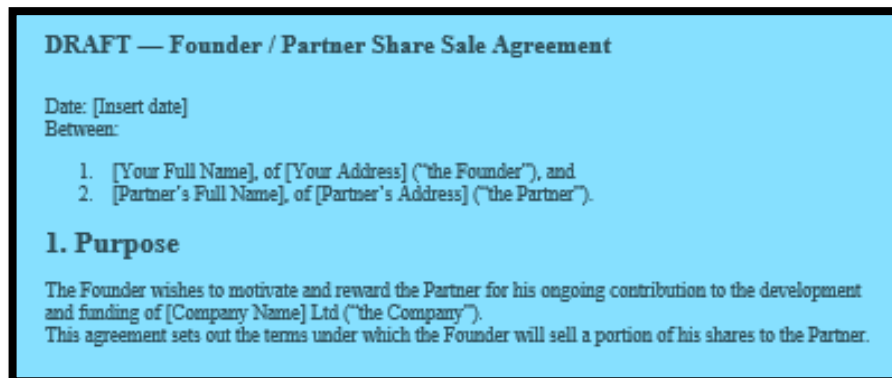 DRAFT — Founder / Partner Share Sale Agreement
Date: [Insert date]
Between:
1. [Your Full Name], of [Your Address] (“the Founder”), and
2. [Partner’s Full Name], of [Partner’s Address] (“the Partner”).
1. Purpose
The Founder wishes to motivate and reward the Partner for his ongoing contribution to the development
and funding of [Company Name] Ltd (“the Company”).
This agreement sets out the terms under which the Founder will sell a portion of his shares to the Partner.